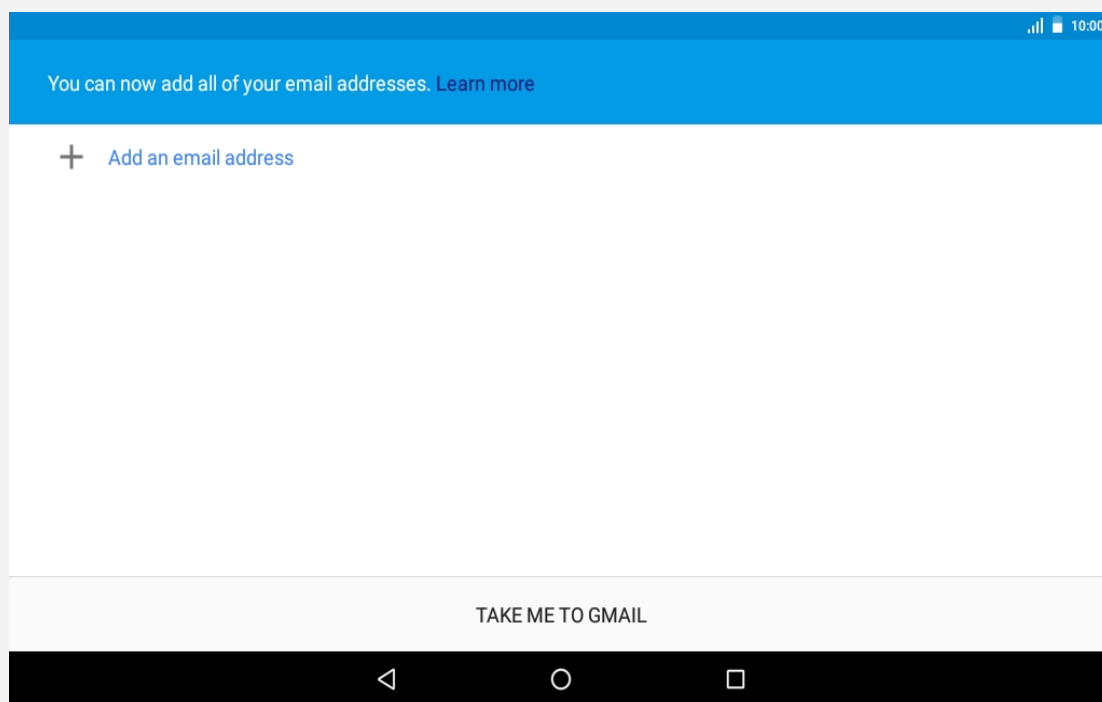 10:00
You can now add all of your email addresses. Learn more
Add an email address
TAKE ME TO GMAIL